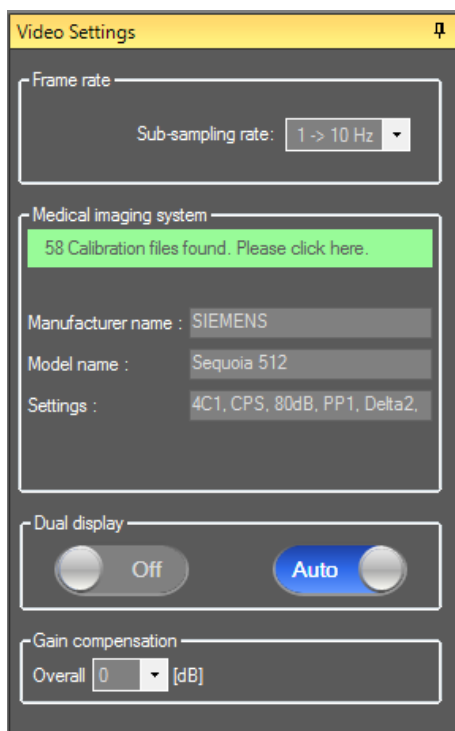 Video Settings
Frame rate
Sub-sampling rate: 1 -> 10 Hz
Medical imaging system
58 Calibration files found. Please click here.
Manufacturer name : SIEMENS
Model name : Sequoia 512
Settings : 4C1, CPS, 80dB, PP1, Delta2,
Dual display
Off Auto
Gain compensation
Overall 0 [dB]